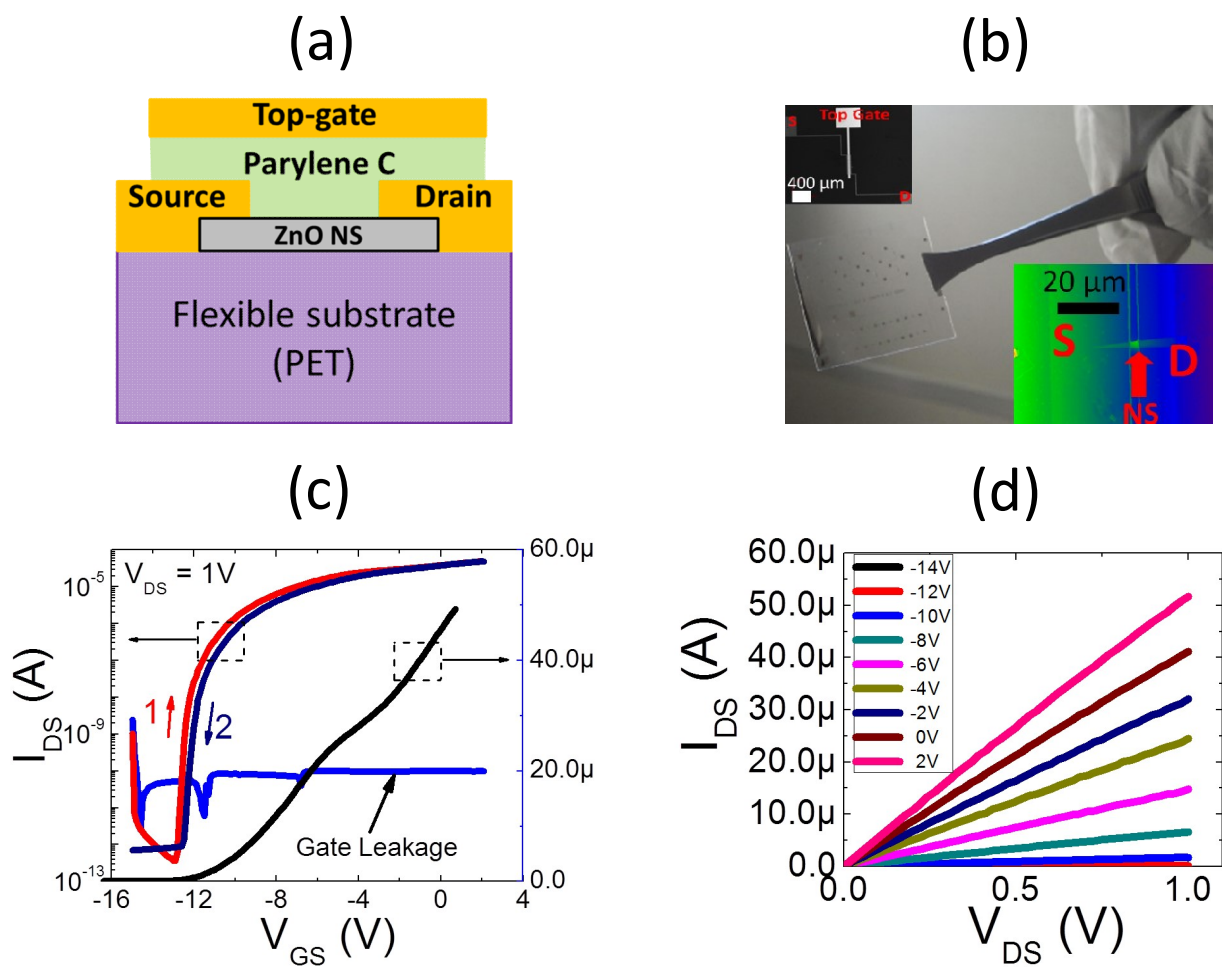 (a)
Top-gate
Parylene C
Source
Drain
ZnO NS
Flexible substrate
(PET)
(b)
S
Top Gate
400 µm
D
20 µm
S
D
NS
(c)
V_DS = 1V
1
2
Gate Leakage
I_DS (A)
10⁻⁵
10⁻⁹
10⁻¹³
60.0µ
40.0µ
20.0µ
0.0
-16 -12 -8 -4 0 4
V_GS (V)
(d)
I_DS (A)
60.0µ
50.0µ
40.0µ
30.0µ
20.0µ
10.0µ
0.0
-14V
-12V
-10V
-8V
-6V
-4V
-2V
0V
2V
0.0 0.5 1.0
V_DS (V)